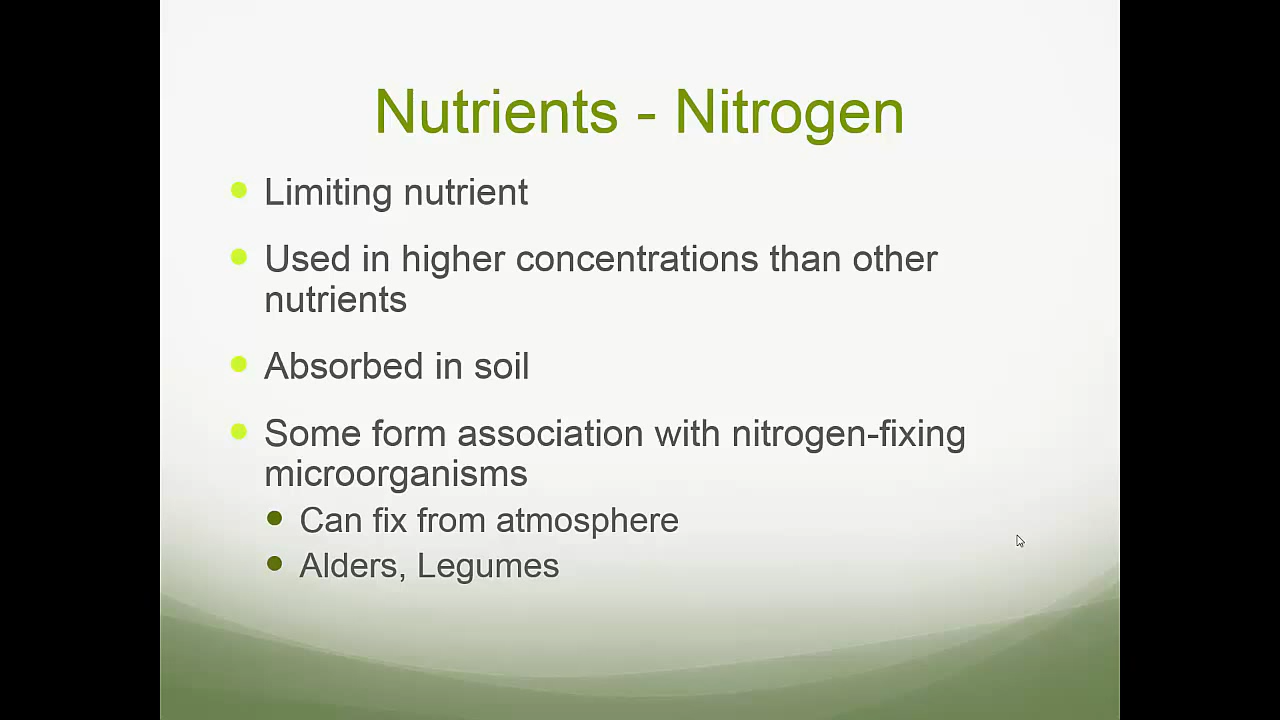 Nutrients - Nitrogen
Limiting nutrient
Used in higher concentrations than other
nutrients
Absorbed in soil
Some form association with nitrogen-fixing
microorganisms
Can fix from atmosphere
Alders, Legumes